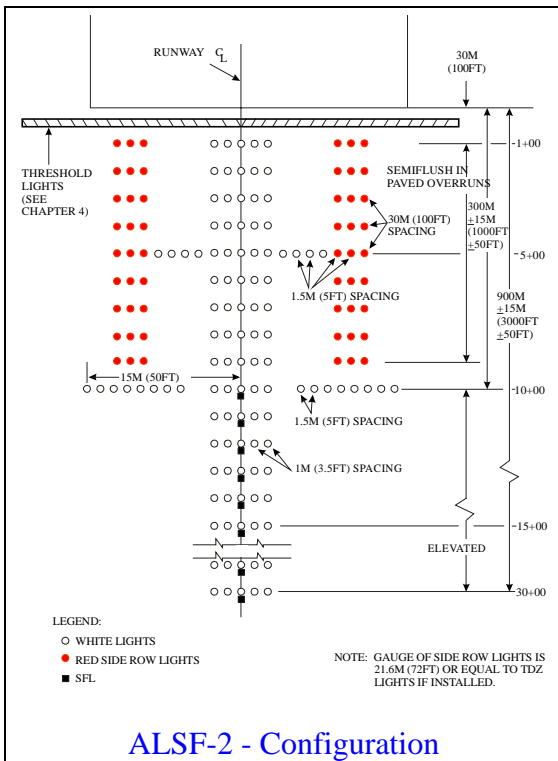 RUNWAY ℄
30M
(100FT)
1+00
THRESHOLD
LIGHTS
(SEE
CHAPTER 4)
SEMIFLUSH IN
PAVED OVERRUNS
30M (100FT)
SPACING
300M
±15M
(1000FT
±50FT)
5+00
1.5M (5FT) SPACING
900M
±15M
(3000FT
±50FT)
15M (50FT)
10+00
1.5M (5FT) SPACING
1M (3.5FT) SPACING
15+00
ELEVATED
30+00
LEGEND:
WHITE LIGHTS
RED SIDE ROW LIGHTS
SFL
NOTE: GAUGE OF SIDE ROW LIGHTS IS
21.6M (72FT) OR EQUAL TO TDZ
LIGHTS IF INSTALLED.
ALSF-2 - Configuration